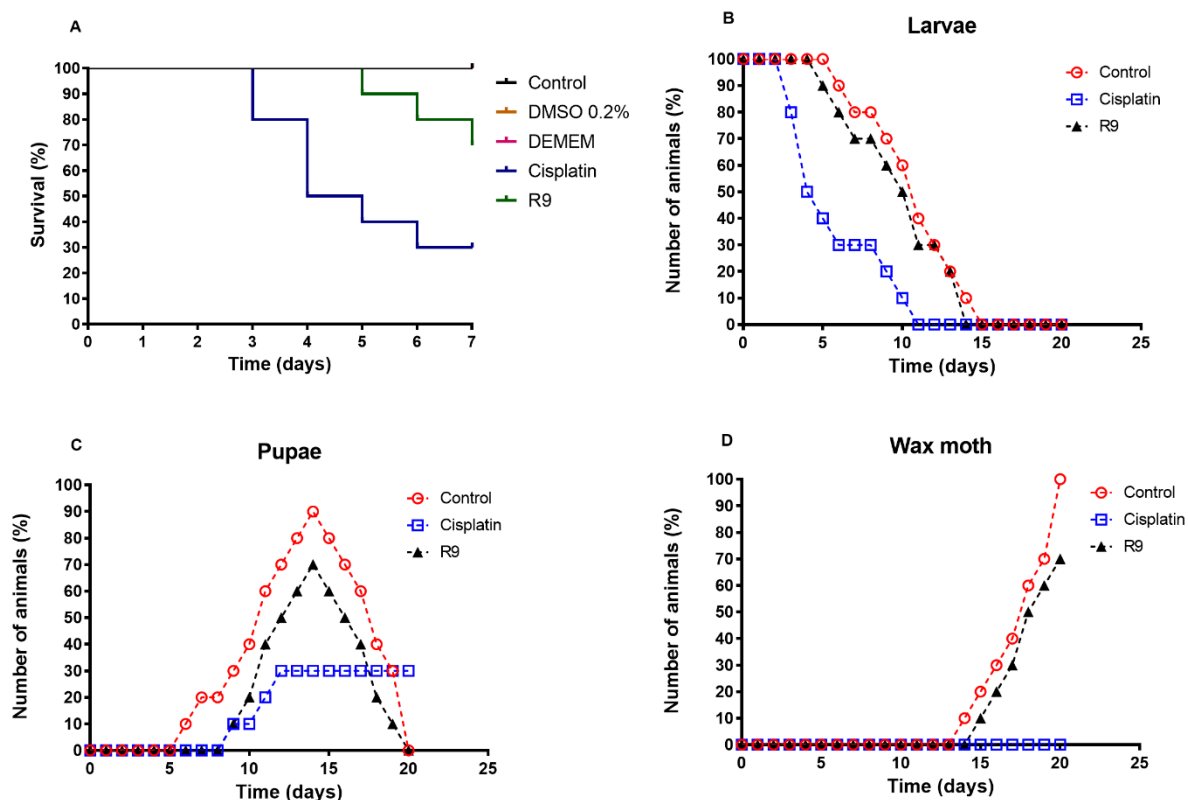 A
Survival (%)
100
90
80
70
60
50
40
30
20
10
0
0 1 2 3 4 5 6 7
Time (days)
Control
DMSO 0.2%
DEMEM
Cisplatin
R9
B
Larvae
Number of animals (%)
100
90
80
70
60
50
40
30
20
10
0
0 5 10 15 20 25
Time (days)
Control
Cisplatin
R9
C
Pupae
Number of animals (%)
100
90
80
70
60
50
40
30
20
10
0
0 5 10 15 20 25
Time (days)
Control
Cisplatin
R9
D
Wax moth
Number of animals (%)
100
90
80
70
60
50
40
30
20
10
0
0 5 10 15 20 25
Time (days)
Control
Cisplatin
R9